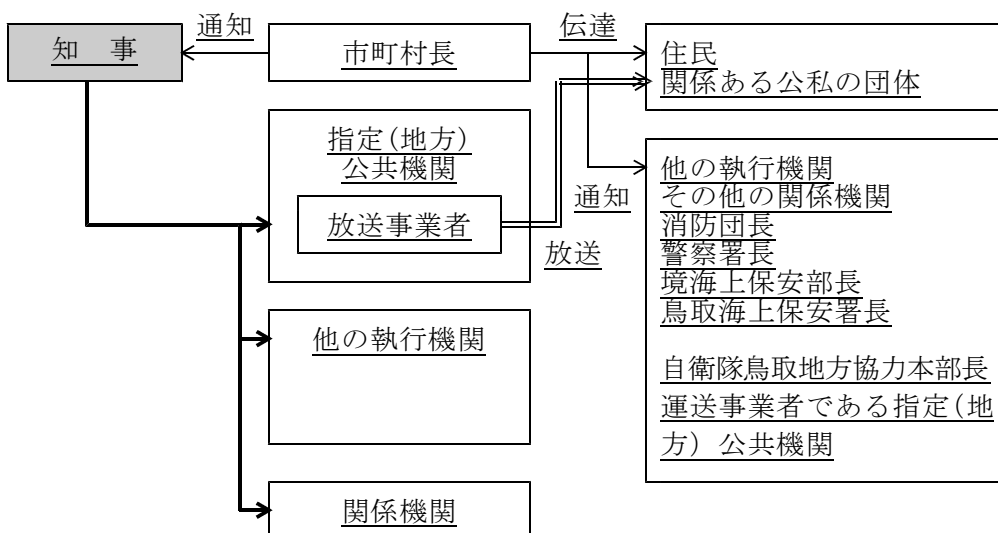 通知
伝達
知　事
市町村長
住民
関係ある公私の団体
指定(地方)
公共機関
放送事業者
通知
放送
他の執行機関
その他の関係機関
消防団長
警察署長
境海上保安部長
鳥取海上保安署長
自衛隊鳥取地方協力本部長
運送事業者である指定(地
方）公共機関
他の執行機関
関係機関